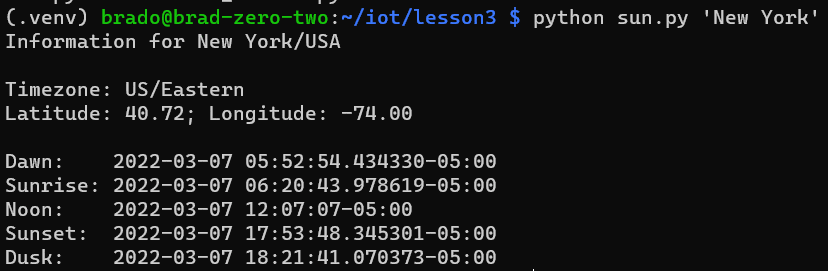 (.venv) brado@brad-zero-two:~/iot/lesson3 $ python sun.py 'New York'
Information for New York/USA
Timezone: US/Eastern
Latitude: 40.72; Longitude: -74.00
Dawn:    2022-03-07 05:52:54.434330-05:00
Sunrise: 2022-03-07 06:20:43.978619-05:00
Noon:    2022-03-07 12:07:07-05:00
Sunset:  2022-03-07 17:53:48.345301-05:00
Dusk:    2022-03-07 18:21:41.070373-05:00